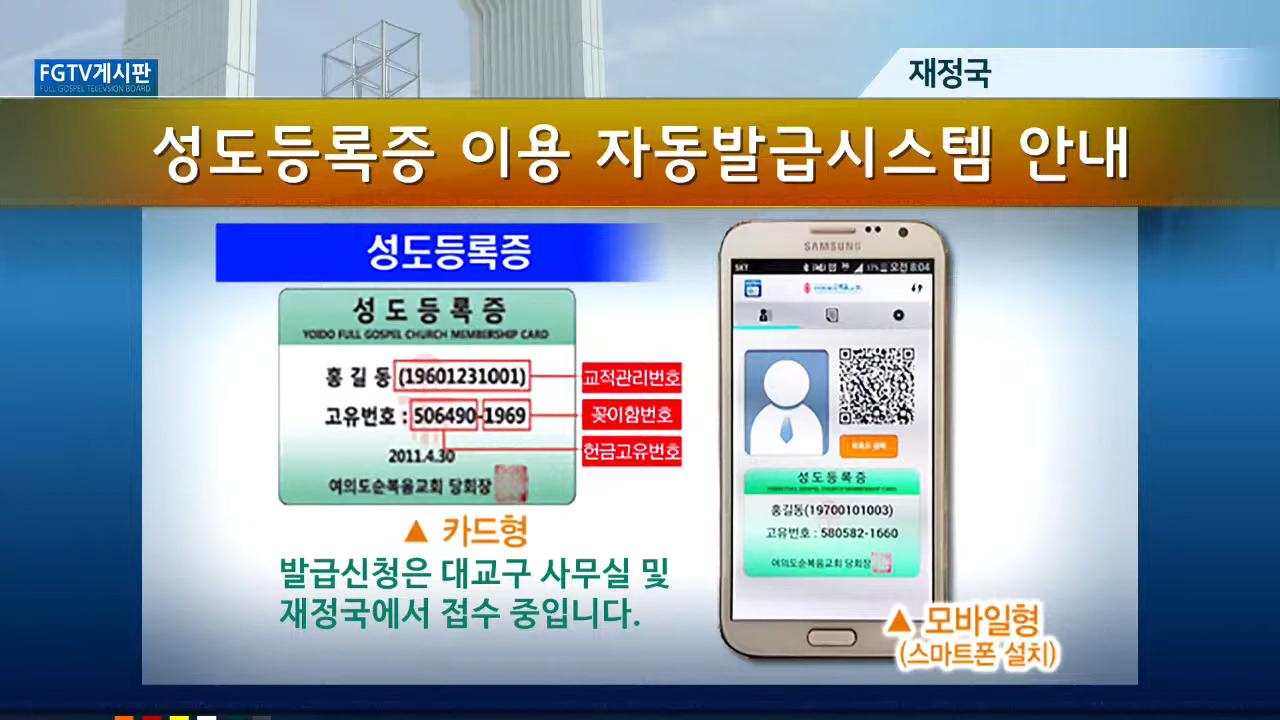 FGTV게시판
FULL GOSPEL TELEVISION BOARD
재정국
성도등록증 이용 자동발급시스템 안내
성도등록증
성도등록증
YOIDO FULL GOSPEL CHURCH MEMBERSHIP CARD
홍길동(19601231001)
교적관리번호
고유번호 : 506490-1969
꽂이함번호
헌금고유번호
2011.4.30
여의도순복음교회 당회장
▲ 카드형
발급신청은 대교구 사무실 및
재정국에서 접수 중입니다.
SAMSUNG
SKT
오전 8:04
성도등록증
홍길동(19700101003)
고유번호 : 580582-1660
여의도순복음교회 당회장
▲ 모바일형
(스마트폰 설치)